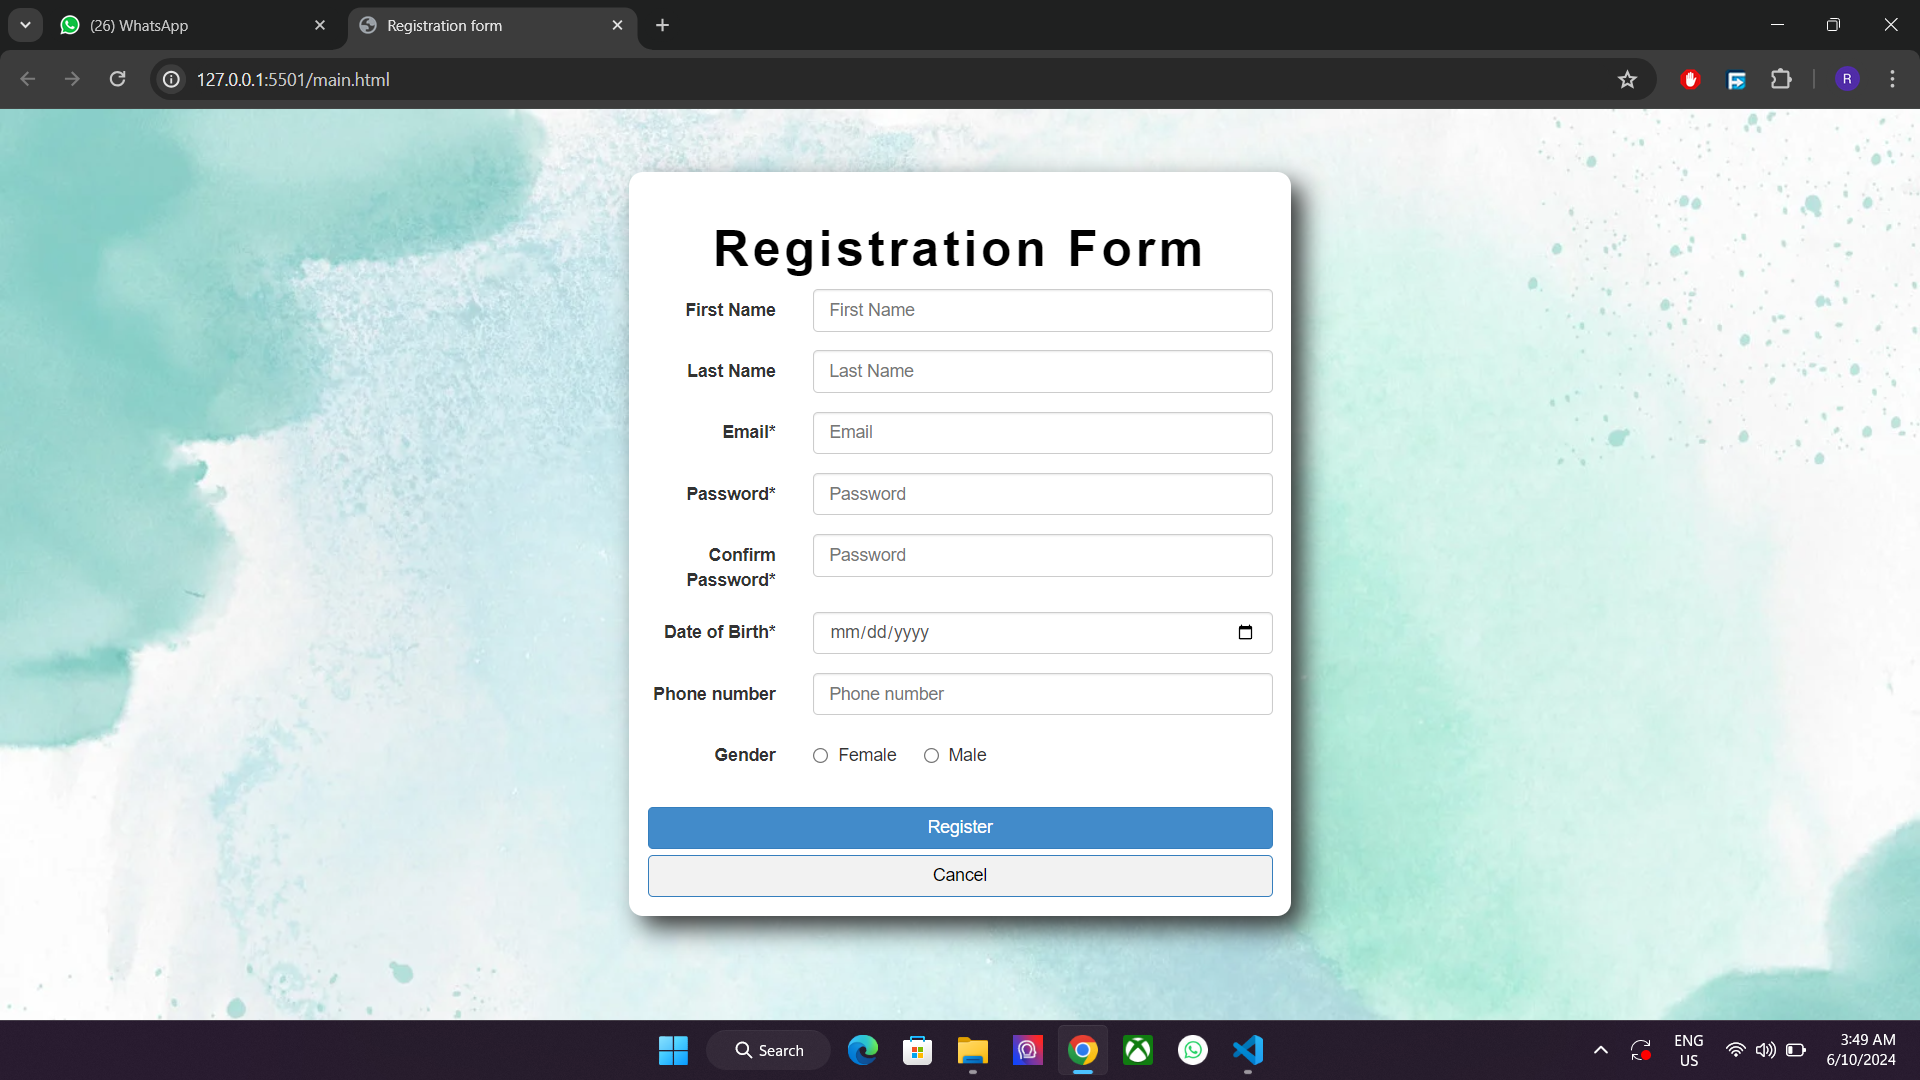 (26) WhatsApp
Registration form
127.0.0.1:5501/main.html
R
Registration Form
First Name
First Name
Last Name
Last Name
Email*
Email
Password*
Password
Confirm
Password*
Password
Date of Birth*
mm/dd/yyyy
Phone number
Phone number
Gender
Female
Male
Register
Cancel
Search
ENG
US
3:49 AM
6/10/2024